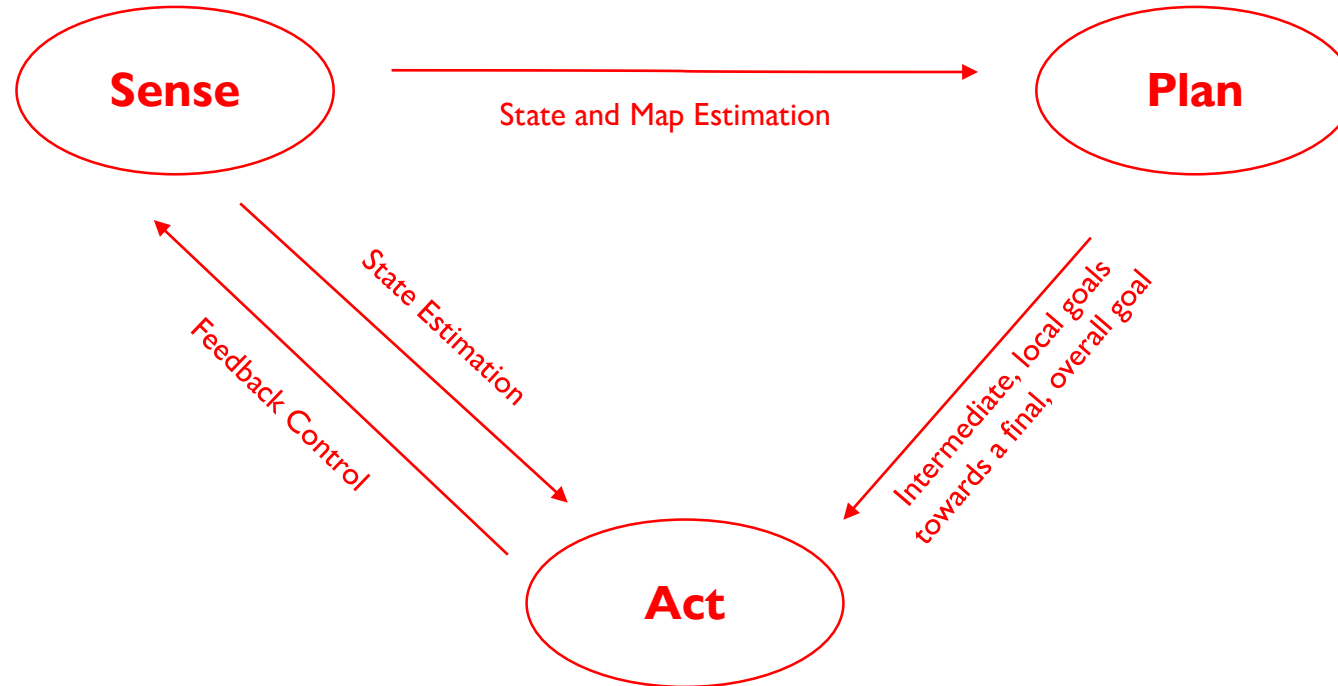 Sense
Plan
State and Map Estimation
State Estimation
Feedback Control
Intermediate, local goals
towards a final, overall goal
Act